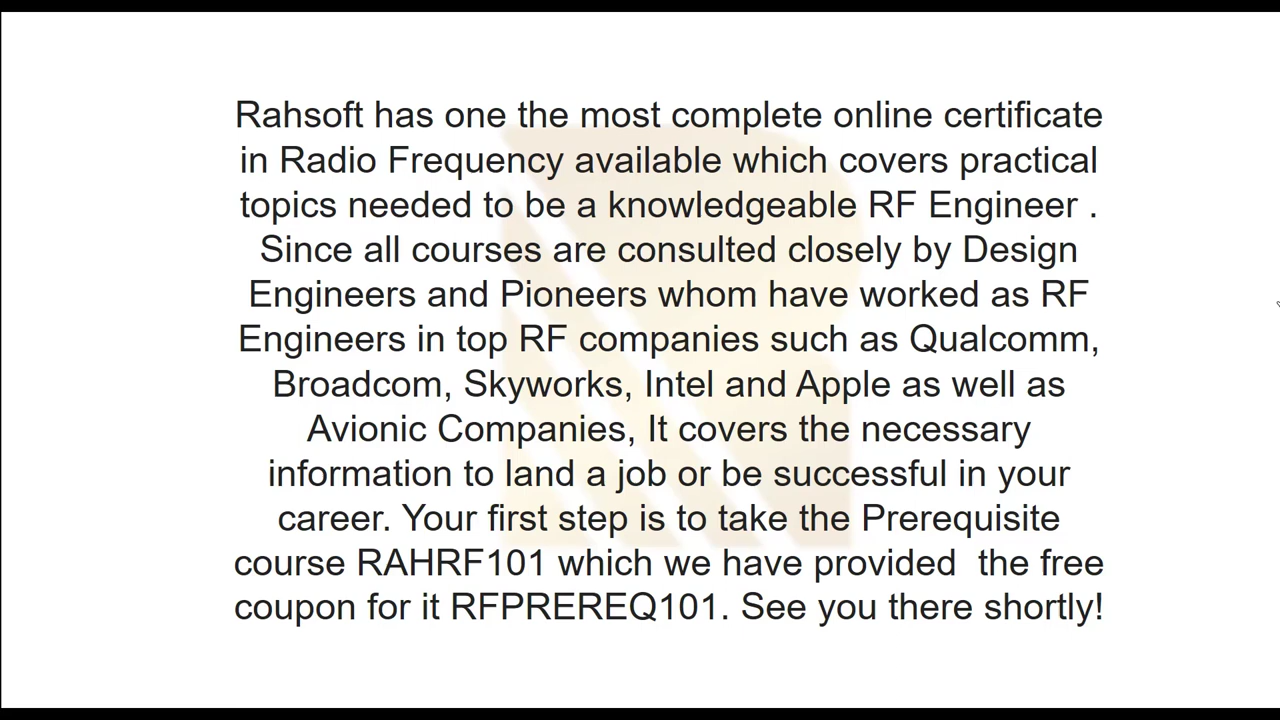 Rahsoft has one the most complete online certificate
in Radio Frequency available which covers practical
topics needed to be a knowledgeable RF Engineer .
Since all courses are consulted closely by Design
Engineers and Pioneers whom have worked as RF
Engineers in top RF companies such as Qualcomm,
Broadcom, Skyworks, Intel and Apple as well as
Avionic Companies, It covers the necessary
information to land a job or be successful in your
career. Your first step is to take the Prerequisite
course RAHRF101 which we have provided  the free
coupon for it RFPREREQ101. See you there shortly!